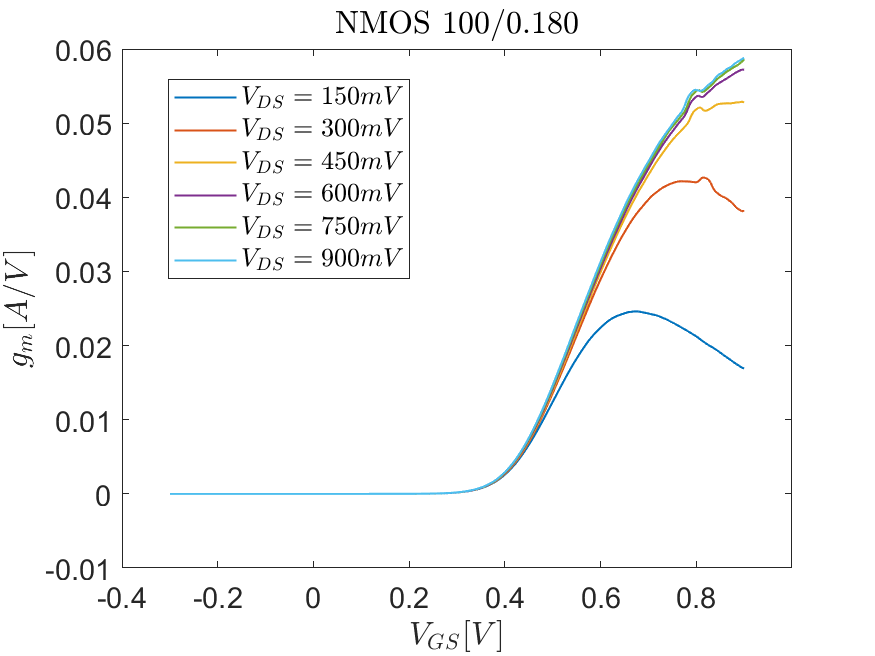 NMOS 100/0.180
0.06
0.05
0.04
0.03
0.02
0.01
0
-0.01
g_m[A/V]
V_DS = 150mV
V_DS = 300mV
V_DS = 450mV
V_DS = 600mV
V_DS = 750mV
V_DS = 900mV
-0.4 -0.2 0 0.2 0.4 0.6 0.8
V_GS[V]